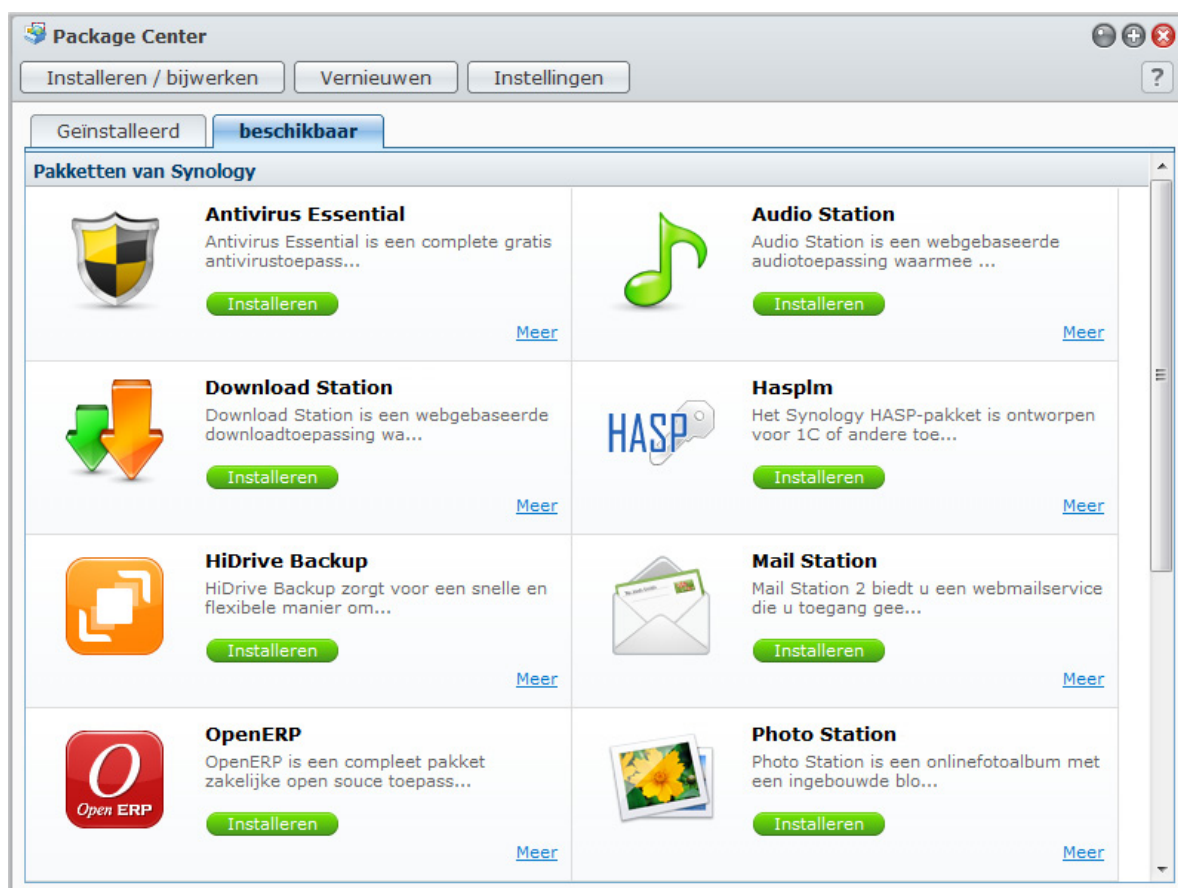 Package Center
Installeren / bijwerken
Vernieuwen
Instellingen
?
Geïnstalleerd
beschikbaar
Pakketten van Synology
Antivirus Essential
Antivirus Essential is een complete gratis
antivirustoepass...
Installeren
Meer
Audio Station
Audio Station is een webgebaseerde
audiotoepassing waarmee ...
Installeren
Meer
Download Station
Download Station is een webgebaseerde
downloadtoepassing wa...
Installeren
Meer
HASP
Hasplm
Het Synology HASP-pakket is ontworpen
voor 1C of andere toe...
Installeren
Meer
HiDrive Backup
HiDrive Backup zorgt voor een snelle en
flexibele manier om...
Installeren
Meer
Mail Station
Mail Station 2 biedt u een webmailservice
die u toegang gee...
Installeren
Meer
O
Open ERP
OpenERP
OpenERP is een compleet pakket
zakelijke open souce toepass...
Installeren
Meer
Photo Station
Photo Station is een onlinefotoalbum met
een ingebouwde blo...
Installeren
Meer